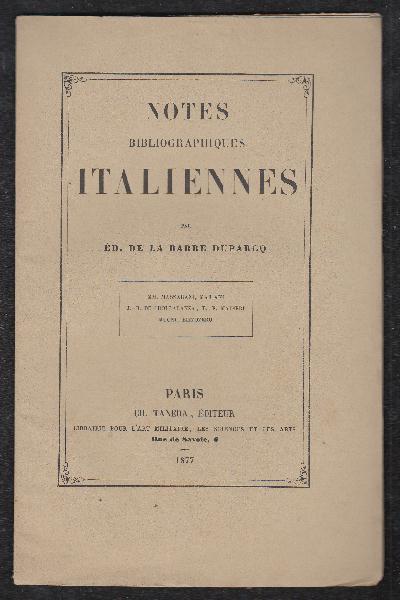 NOTES
BIBLIOGRAPHIQUES
ITALIENNES
PAR
ÉD. DE LA BARRE DUPARCQ
PARIS
CH. TANERA, ÉDITEUR
LIBRAIRIE POUR L'ART MILITAIRE, LES SCIENCES ET LES ARTS
Rue de Savoie, 6
1877